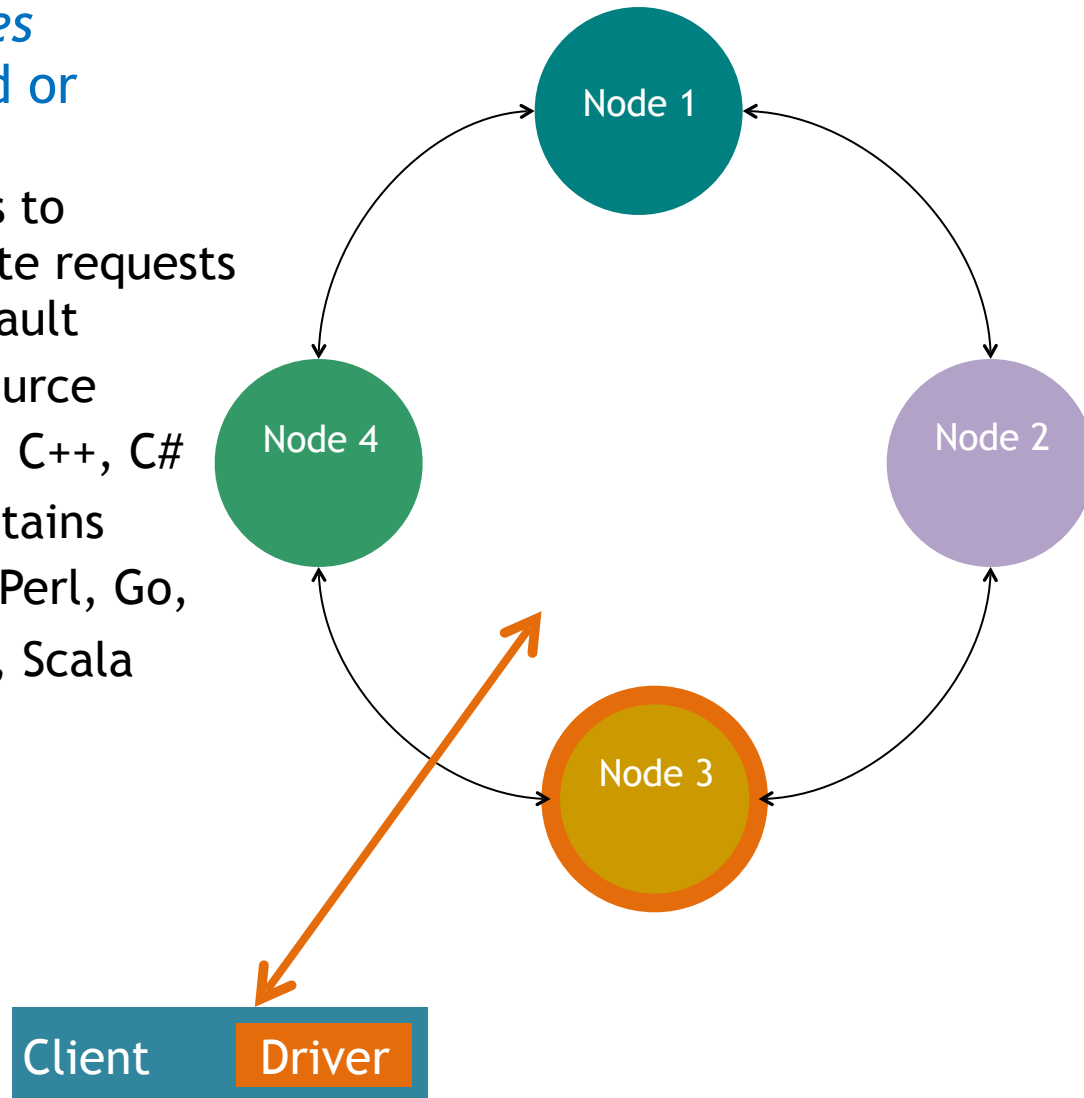 es
d or
s to
te requests
ault
urce
C++, C#
tains
Perl, Go,
, Scala
Node 1
Node 2
Node 4
Node 3
Client
Driver